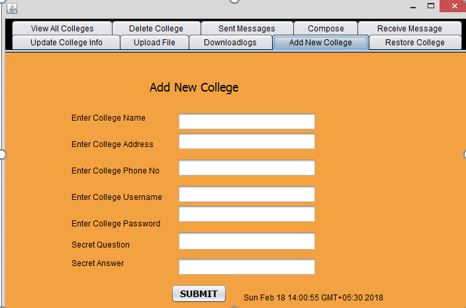 View All Colleges Delete College Sent Messages Compose Receive Message
Update College Info Upload File Downloadlogs Add New College Restore College
Add New College
Enter College Name
Enter College Address
Enter College Phone No
Enter College Username
Enter College Password
Secret Question
Secret Answer
SUBMIT
Sun Feb 18 14:00:55 GMT+05:30 2018